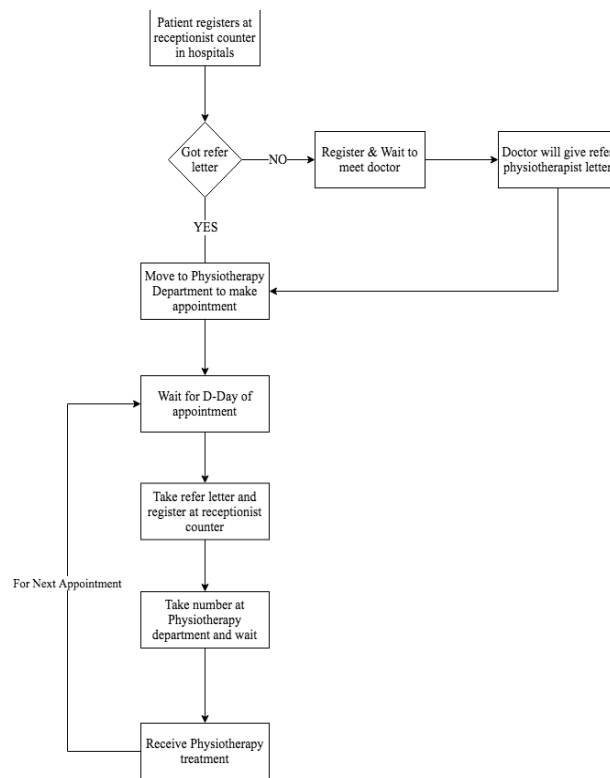 Patient registers at
receptionist counter
in hospitals
Got refer
letter
NO
Register & Wait to
meet doctor
Doctor will give refer
physiotherapist letter
YES
Move to Physiotherapy
Department to make
appointment
Wait for D-Day of
appointment
Take refer letter and
register at receptionist
counter
For Next Appointment
Take number at
Physiotherapy
department and wait
Receive Physiotherapy
treatment